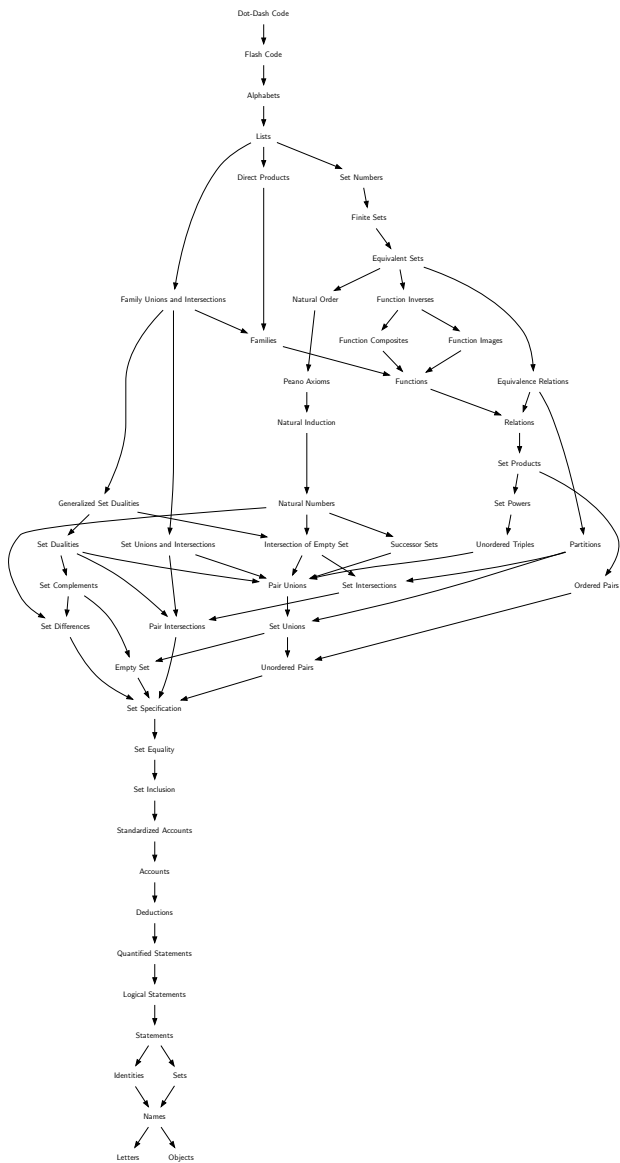 Dot-Dash Code
Flash Code
Alphabets
Lists
Direct Products
Set Numbers
Finite Sets
Equivalent Sets
Family Unions and Intersections
Natural Order
Function Inverses
Families
Function Composites
Function Images
Peano Axioms
Functions
Equivalence Relations
Natural Induction
Relations
Set Products
Generalized Set Dualities
Natural Numbers
Set Powers
Set Dualities
Set Unions and Intersections
Intersection of Empty Set
Successor Sets
Unordered Triples
Partitions
Set Complements
Pair Unions
Set Intersections
Ordered Pairs
Set Differences
Pair Intersections
Set Unions
Empty Set
Unordered Pairs
Set Specification
Set Equality
Set Inclusion
Standardized Accounts
Accounts
Deductions
Quantified Statements
Logical Statements
Statements
Identities
Sets
Names
Letters
Objects